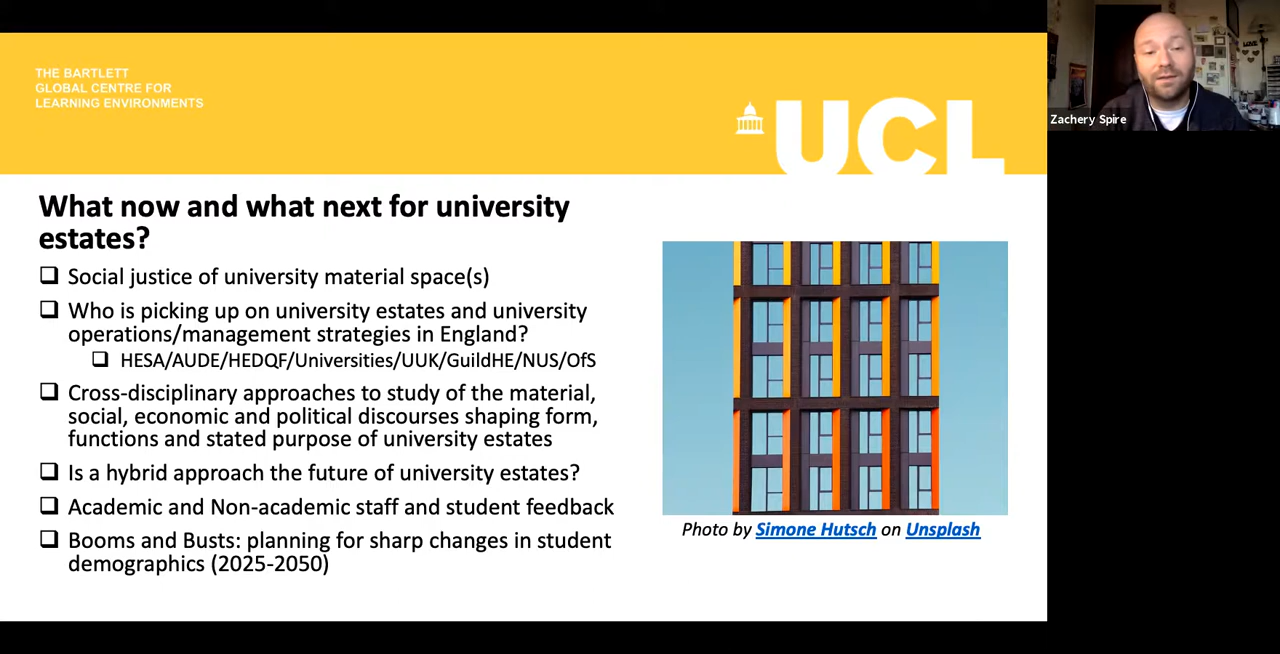 THE BARTLETT
GLOBAL CENTRE FOR
LEARNING ENVIRONMENTS
UCL
Zachery Spire
What now and what next for university
estates?
Social justice of university material space(s)
Who is picking up on university estates and university
operations/management strategies in England?
HESA/AUDE/HEDQF/Universities/UUK/GuildHE/NUS/OfS
Cross-disciplinary approaches to study of the material,
social, economic and political discourses shaping form,
functions and stated purpose of university estates
Is a hybrid approach the future of university estates?
Academic and Non-academic staff and student feedback
Booms and Busts: planning for sharp changes in student
demographics (2025-2050)
Photo by Simone Hutsch on Unsplash